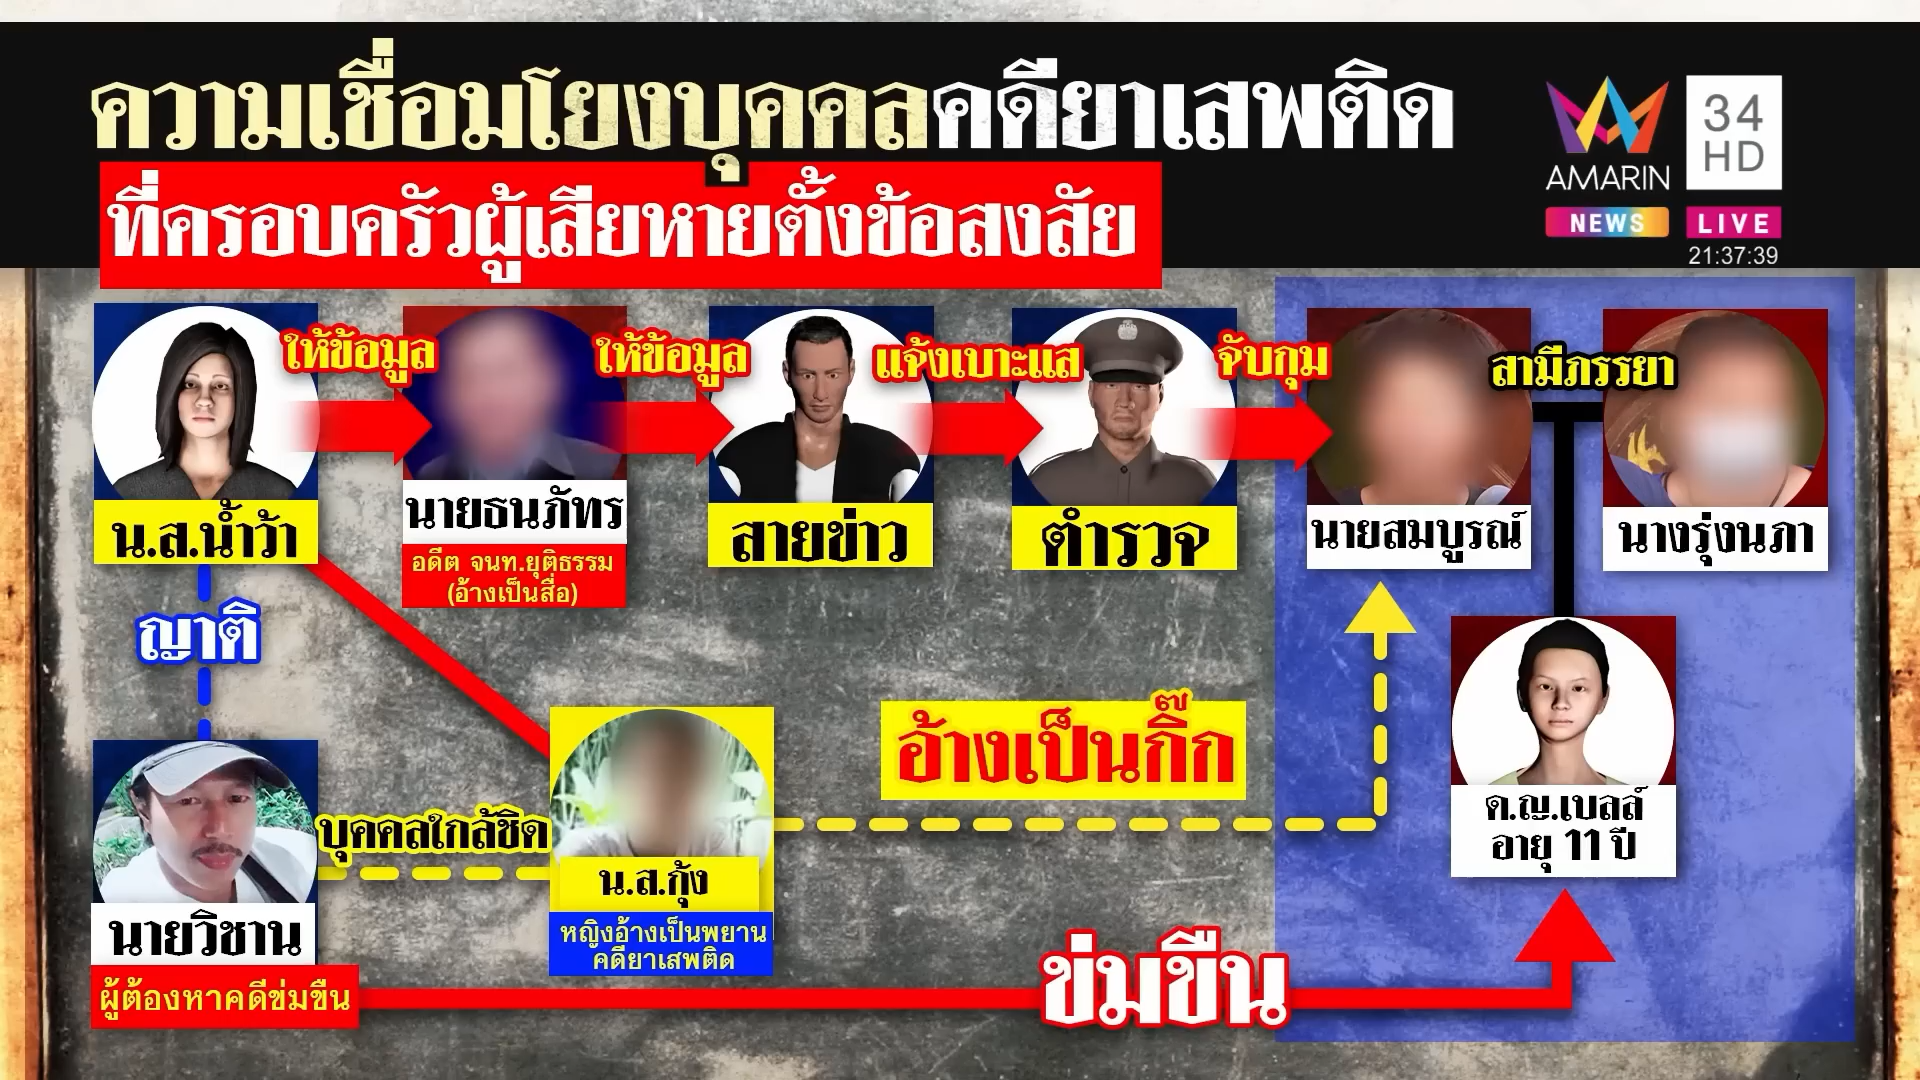 ความเชื่อมโยงบุคคลคดียาเสพติด
ที่ครอบครัวผู้เสียหายตั้งข้อสงสัย
AMARIN
NEWS
34
HD
LIVE
21:37:39
ให้ข้อมูล
ให้ข้อมูล
แจ้งเบาะแส
จับกุม
สามีภรรยา
น.ส.น้ำว้า
นายธนภัทร
อดีต จนท.ยุติธรรม
(อ้างเป็นสื่อ)
สายข่าว
ตำรวจ
นายสมบูรณ์
นางรุ่งนภา
ญาติ
อ้างเป็นกิ๊ก
ด.ญ.เบลล์
อายุ 11 ปี
บุคคลใกล้ชิด
น.ส.กุ้ง
หญิงอ้างเป็นพยาน
คดียาเสพติด
นายวิชาน
ผู้ต้องหาคดีข่มขืน
ข่มขืน